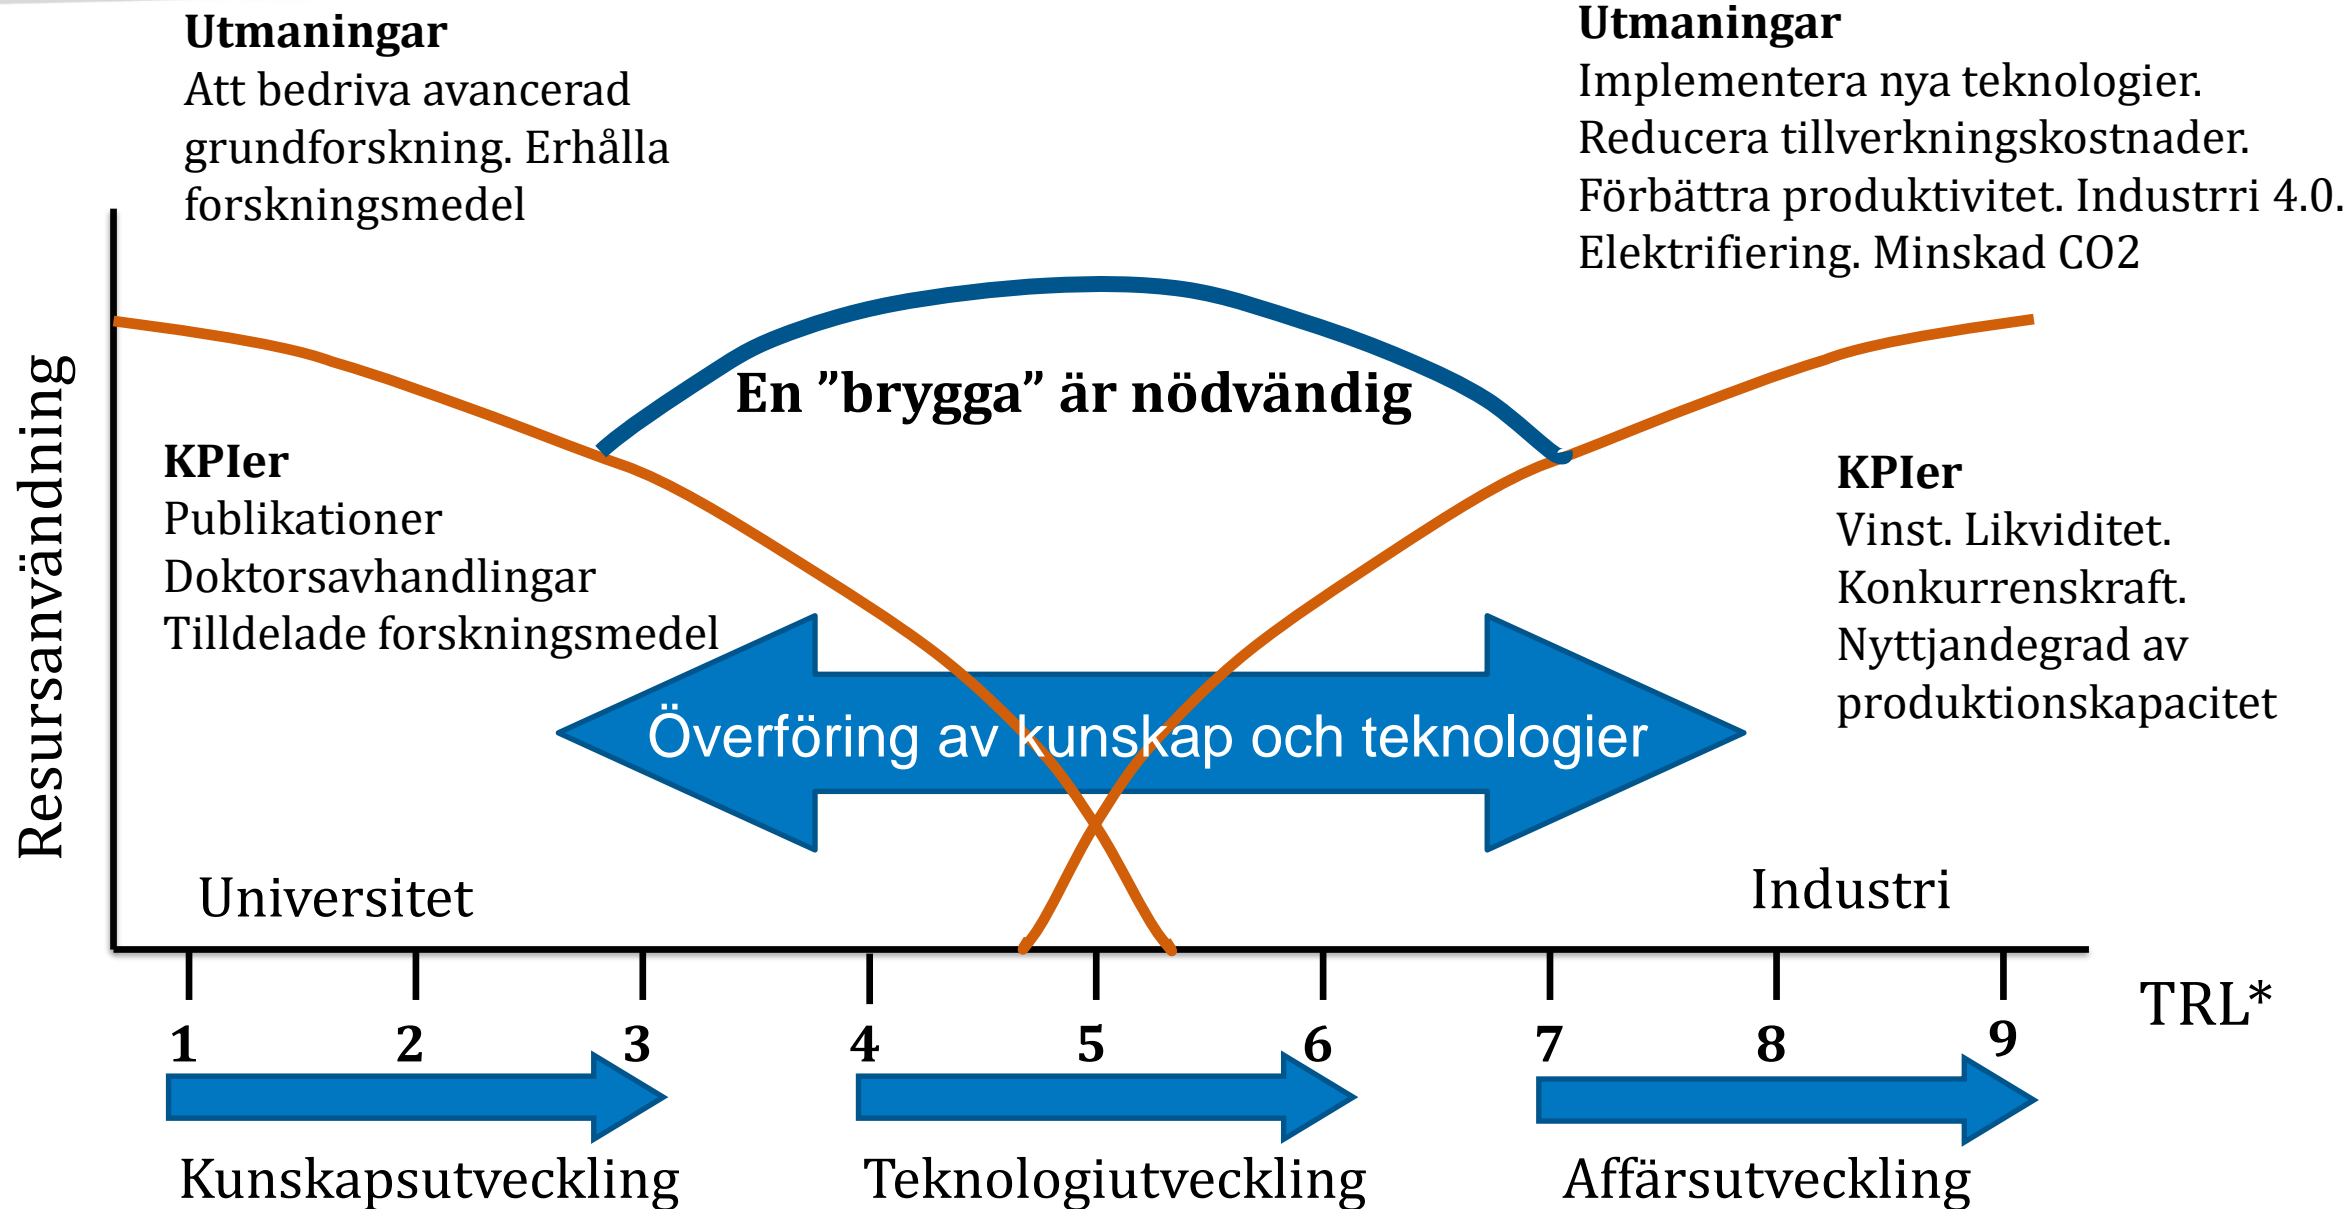 Utmaningar
Att bedriva avancerad
grundforskning. Erhålla
forskningsmedel
Utmaningar
Implementera nya teknologier.
Reducera tillverkningskostnader.
Förbättra produktivitet. Industrri 4.0.
Elektrifiering. Minskad CO2
Resursanvändning
En ”brygga” är nödvändig
KPIer
Publikationer
Doktorsavhandlingar
Tilldelade forskningsmedel
KPIer
Vinst. Likviditet.
Konkurrenskraft.
Nyttjandegrad av
produktionskapacitet
Överföring av kunskap och teknologier
Universitet
Industri
1 2 3 4 5 6 7 8 9
TRL*
Kunskapsutveckling
Teknologiutveckling
Affärsutveckling